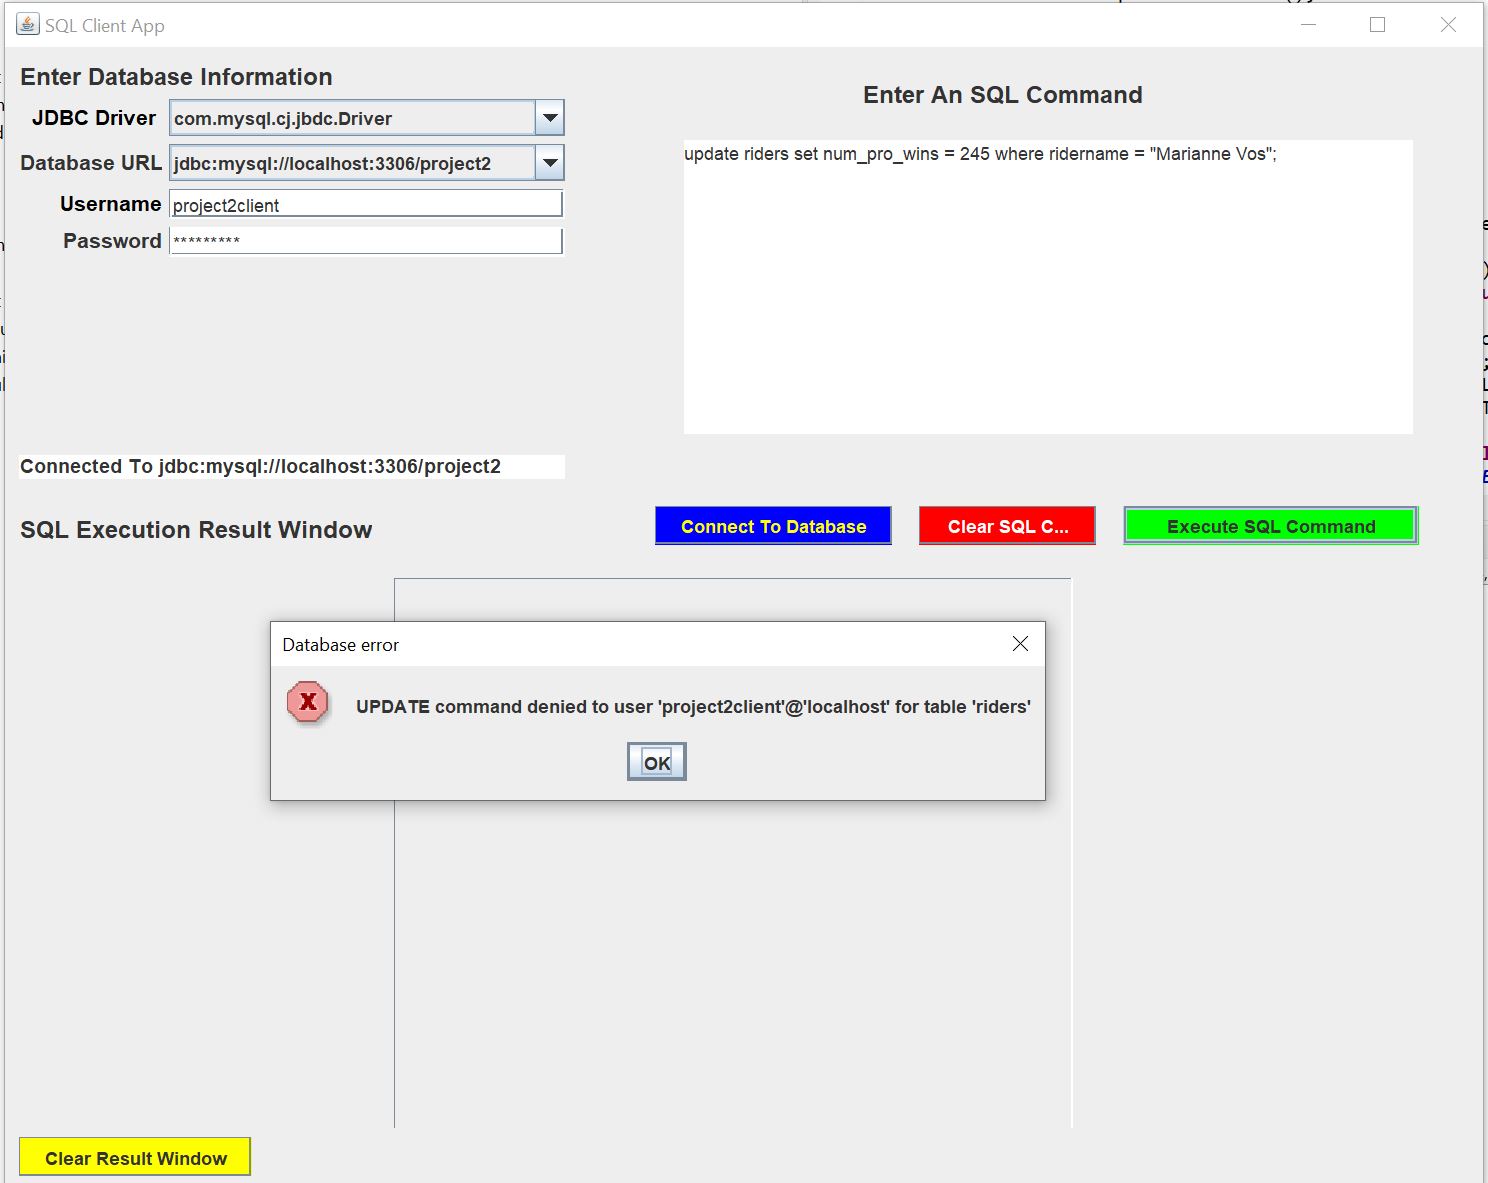 SQL Client App
Enter Database Information
JDBC Driver com.mysql.cj.jbdc.Driver
Database URL jdbc:mysql://localhost:3306/project2
Username project2client
Password *********
Enter An SQL Command
update riders set num_pro_wins = 245 where ridername = "Marianne Vos";
Connected To jdbc:mysql://localhost:3306/project2
SQL Execution Result Window
Connect To Database
Clear SQL C...
Execute SQL Command
Database error
X
UPDATE command denied to user 'project2client'@'localhost' for table 'riders'
OK
Clear Result Window